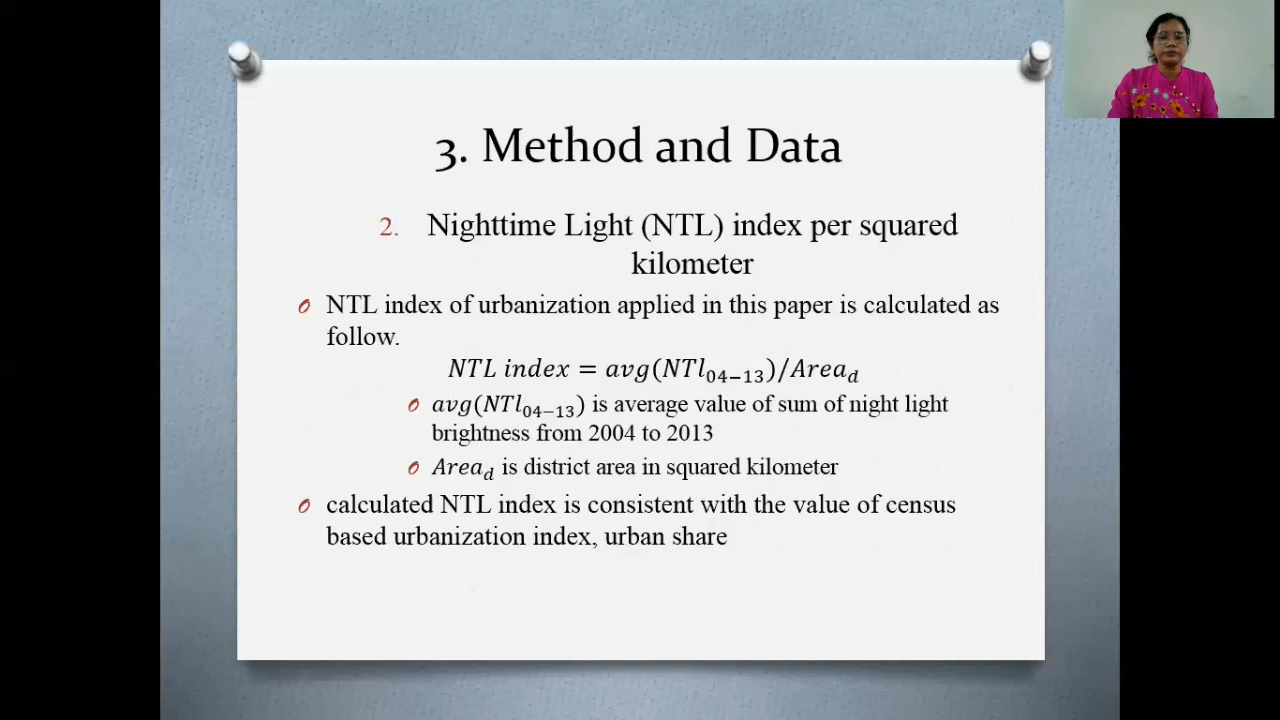 3. Method and Data
2. Nighttime Light (NTL) index per squared
kilometer
NTL index of urbanization applied in this paper is calculated as
follow.
NTL index = avg(NTl₀₄₋₁₃)/Area_d
avg(NTl₀₄₋₁₃) is average value of sum of night light
brightness from 2004 to 2013
Area_d is district area in squared kilometer
calculated NTL index is consistent with the value of census
based urbanization index, urban share